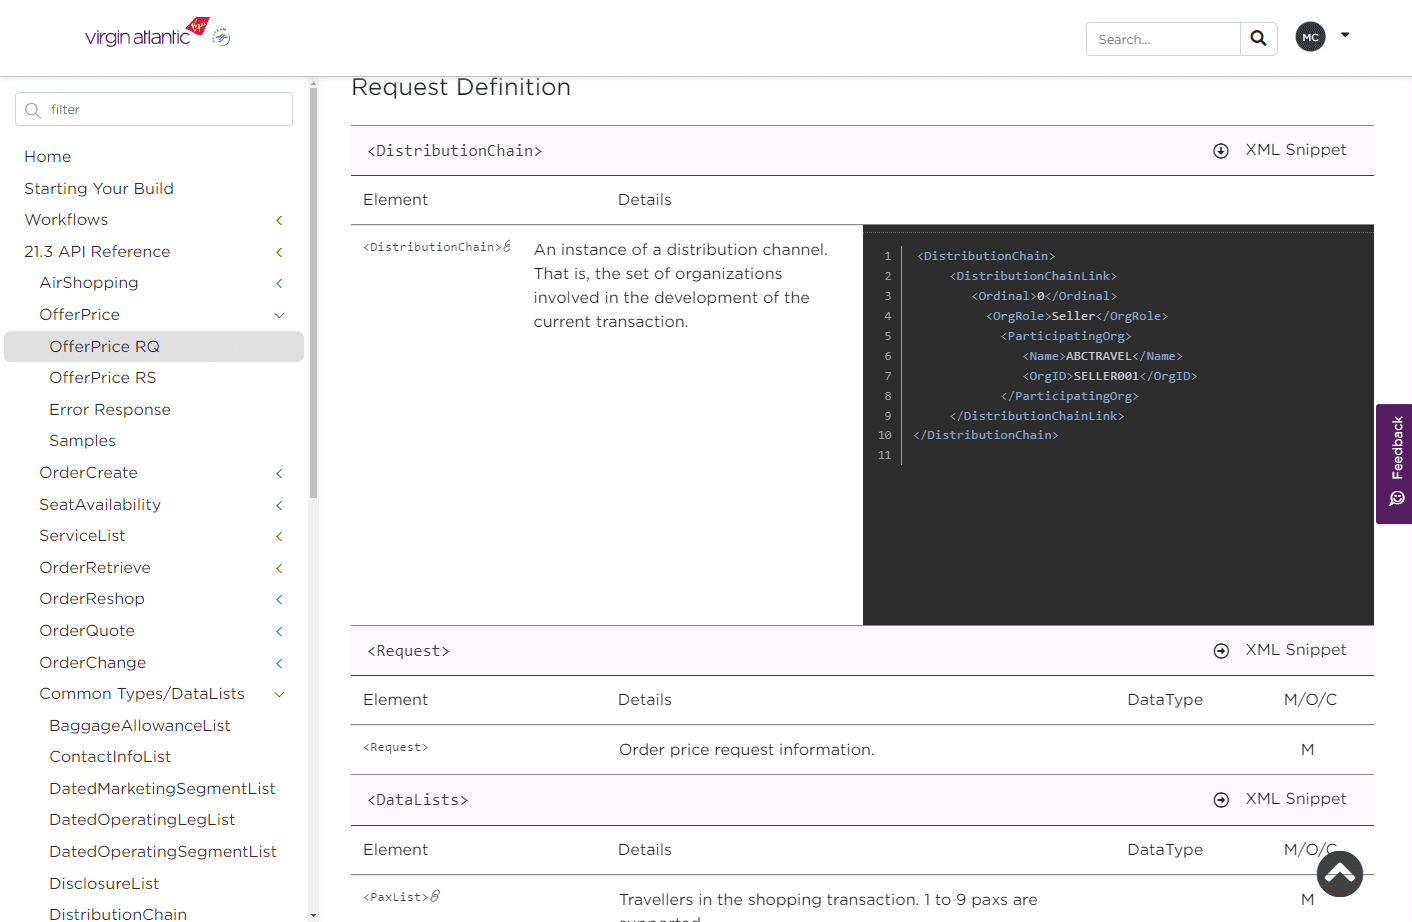 virgin atlantic
Search...
MC
filter
Home
Starting Your Build
Workflows
21.3 API Reference
AirShopping
OfferPrice
OfferPrice RQ
OfferPrice RS
Error Response
Samples
OrderCreate
SeatAvailability
ServiceList
OrderRetrieve
OrderReshop
OrderQuote
OrderChange
Common Types/DataLists
BaggageAllowanceList
ContactInfoList
DatedMarketingSegmentList
DatedOperatingLegList
DatedOperatingSegmentList
DisclosureList
DistributionChain
Request Definition
<DistributionChain> XML Snippet
Element Details
<DistributionChain> An instance of a distribution channel.
That is, the set of organizations
involved in the development of the
current transaction.
1 <DistributionChain>
2 <DistributionChainLink>
3 <Ordinal>0</Ordinal>
4 <OrgRole>Seller</OrgRole>
5 <ParticipatingOrg>
6 <Name>ABCTRAVEL</Name>
7 <OrgID>SELLER001</OrgID>
8 </ParticipatingOrg>
9 </DistributionChainLink>
10 </DistributionChain>
11
<Request> XML Snippet
Element Details DataType M/O/C
<Request> Order price request information. M
<DataLists> XML Snippet
Element Details DataType M/O/C
<PaxList> Travellers in the shopping transaction. 1 to 9 paxs are M
supported
Feedback